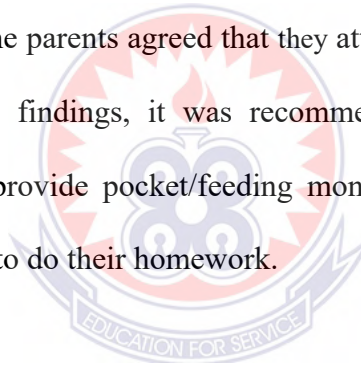 ne parents agreed that they at
findings, it was recomme
provide pocket/feeding mon
to do their homework.
EDUCATION FOR SERVICE